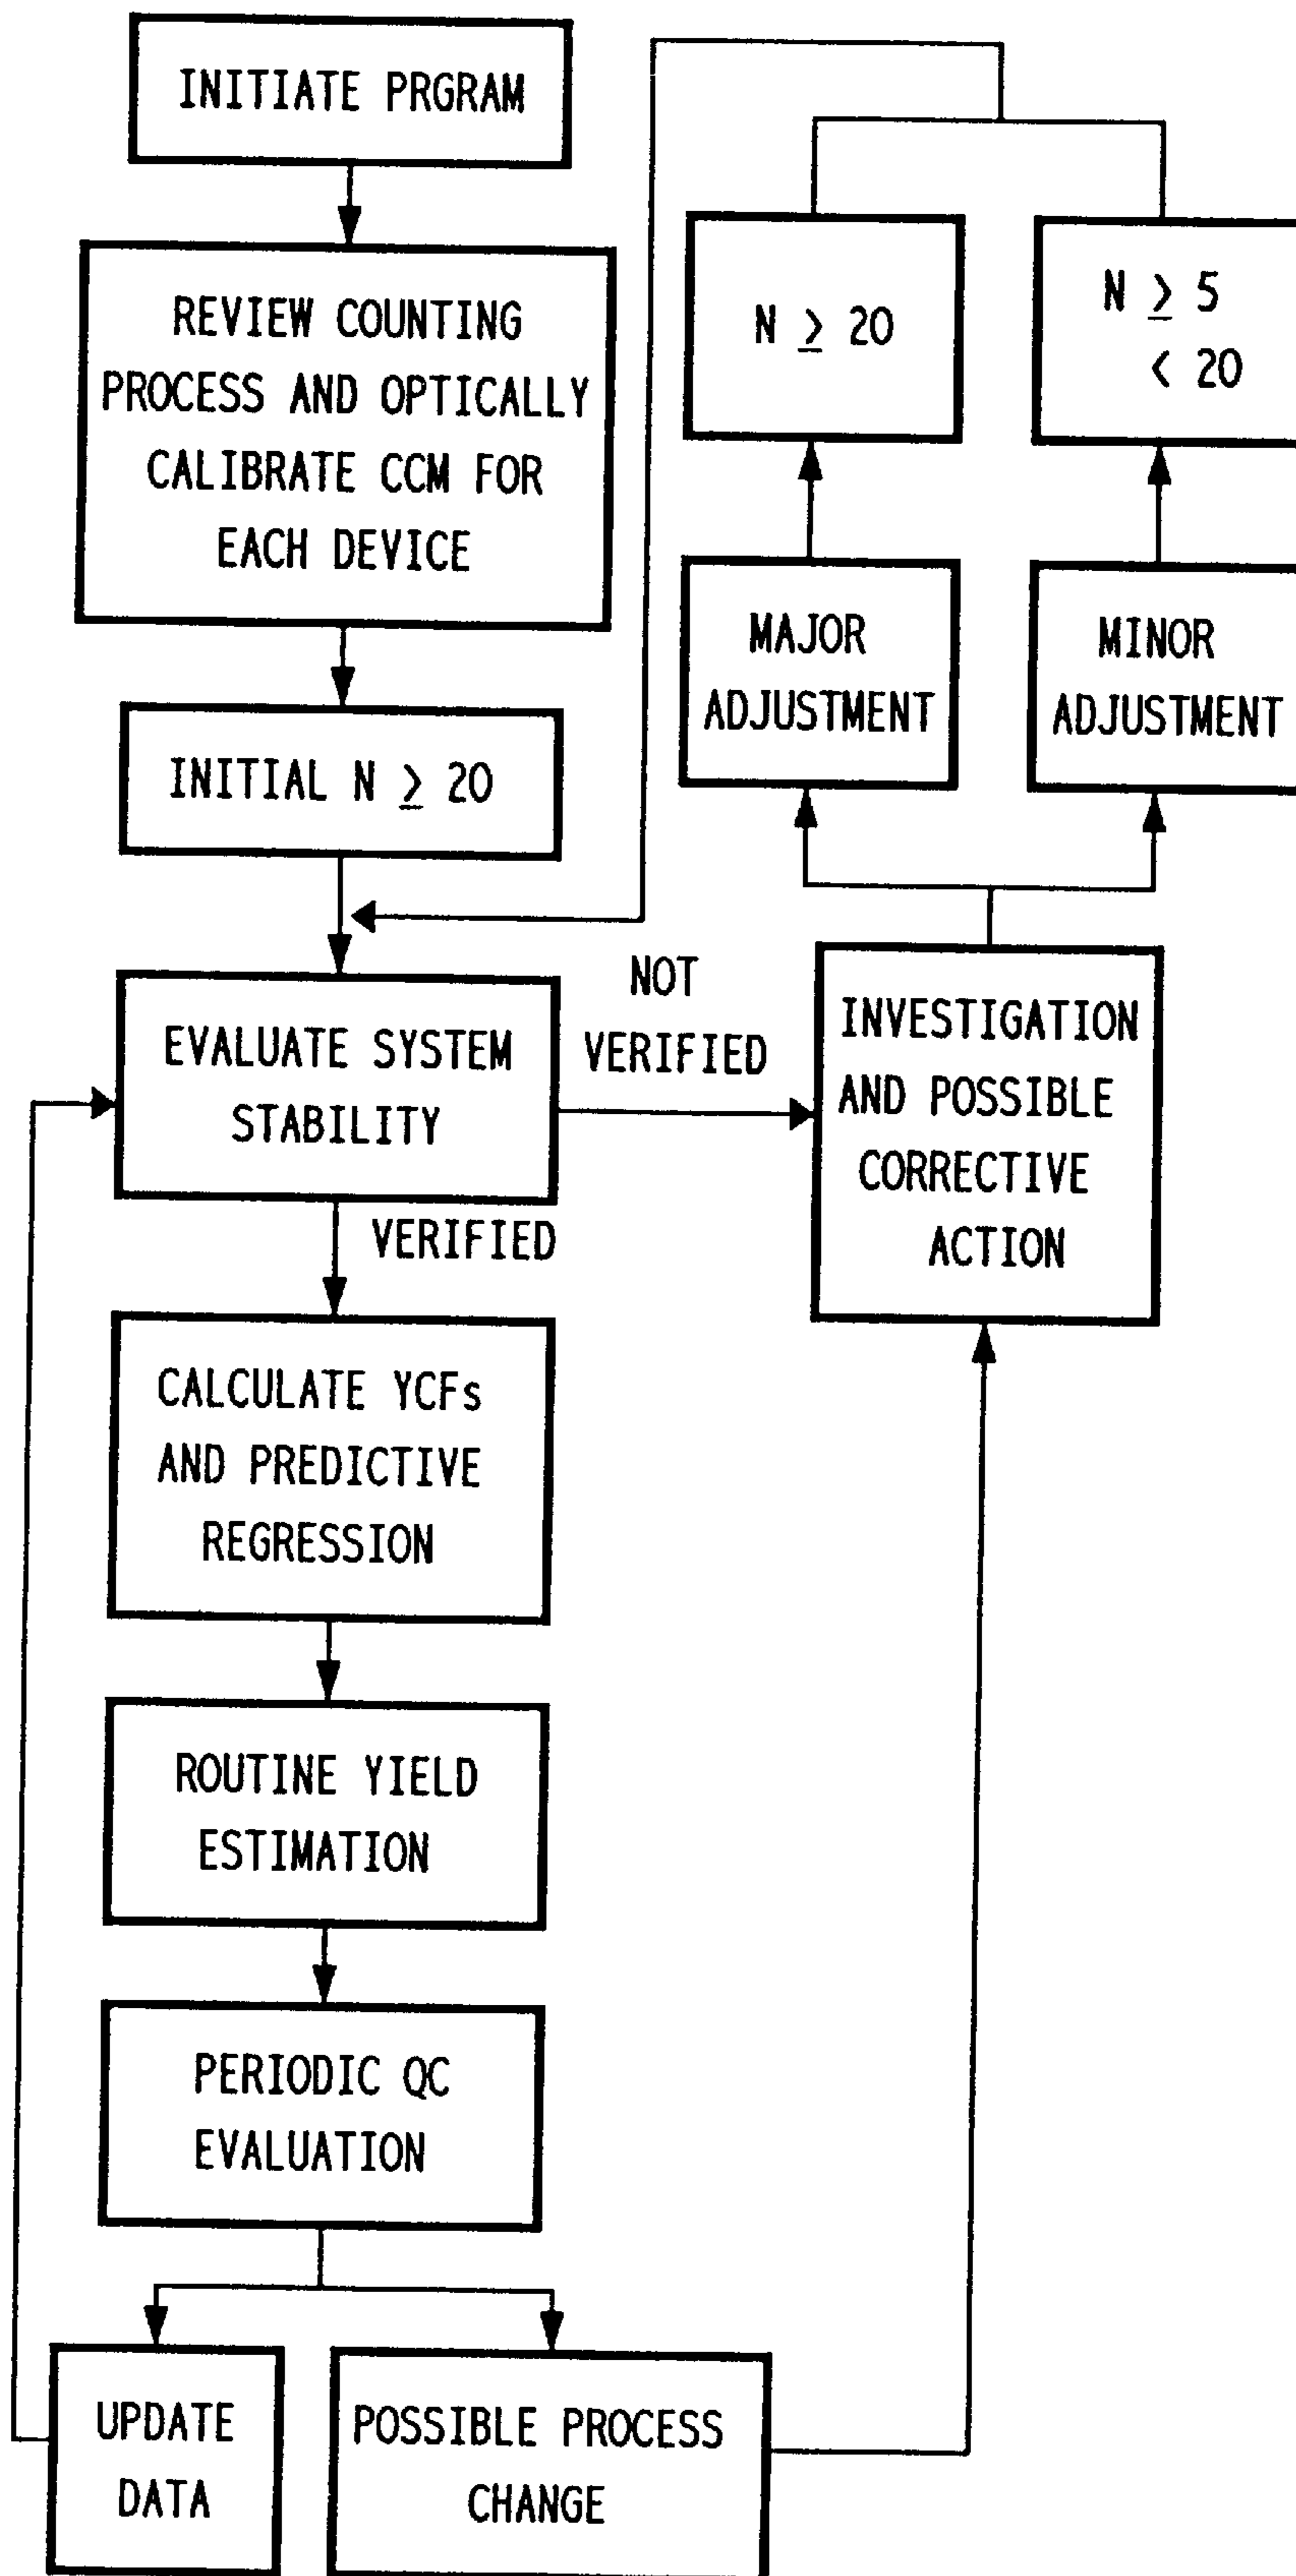 INITIATE PRGRAM
REVIEW COUNTING
PROCESS AND OPTICALLY
CALIBRATE CCM FOR
EACH DEVICE
INITIAL N ≥ 20
EVALUATE SYSTEM
STABILITY
NOT
VERIFIED
VERIFIED
CALCULATE YCFs
AND PREDICTIVE
REGRESSION
ROUTINE YIELD
ESTIMATION
PERIODIC QC
EVALUATION
UPDATE
DATA
POSSIBLE PROCESS
CHANGE
INVESTIGATION
AND POSSIBLE
CORRECTIVE
ACTION
MAJOR
ADJUSTMENT
MINOR
ADJUSTMENT
N ≥ 20
N ≥ 5
< 20